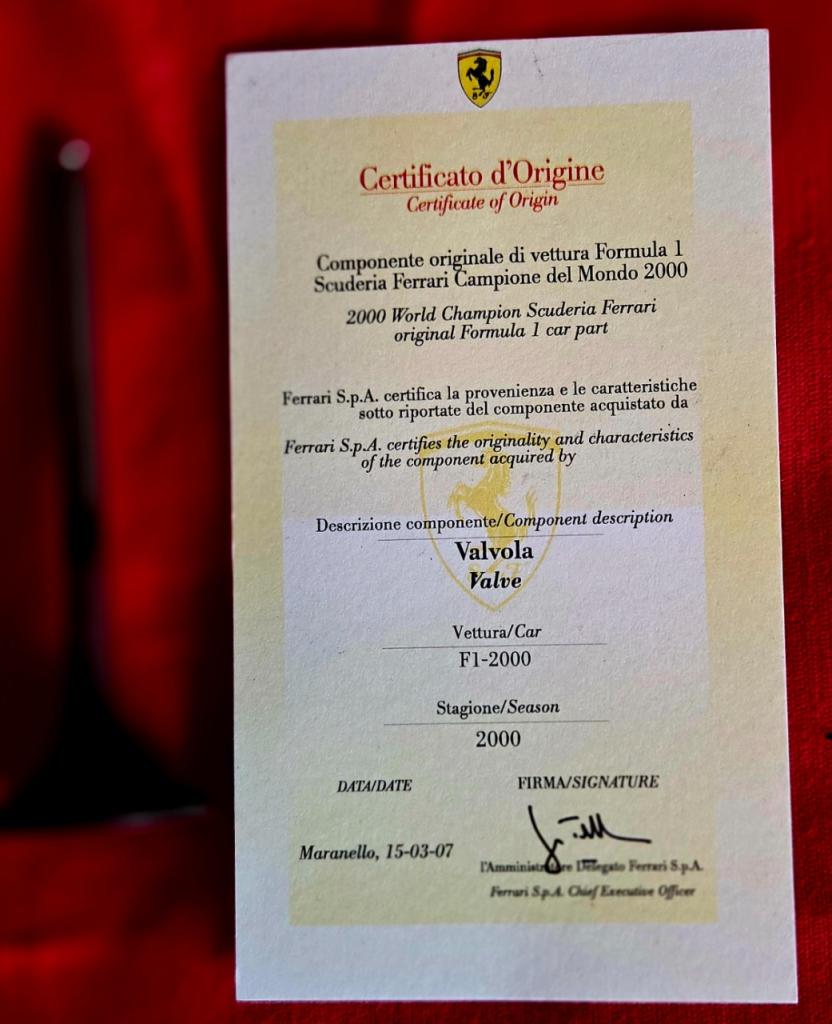 S F
Certificato d'Origine
Certificate of Origin
Componente originale di vettura Formula 1
Scuderia Ferrari Campione del Mondo 2000
2000 World Champion Scuderia Ferrari
original Formula 1 car part
Ferrari S.p.A. certifica la provenienza e le caratteristiche
sotto riportate del componente acquistato da
Ferrari S.p.A. certifies the originality and characteristics
of the component acquired by
Descrizione componente/Component description
Valvola
Valve
Vettura/Car
F1-2000
Stagione/Season
2000
DATA/DATE
FIRMA/SIGNATURE
Maranello, 15-03-07
l'Amministratore Delegato Ferrari S.p.A.
Ferrari S.p.A. Chief Executive Officer